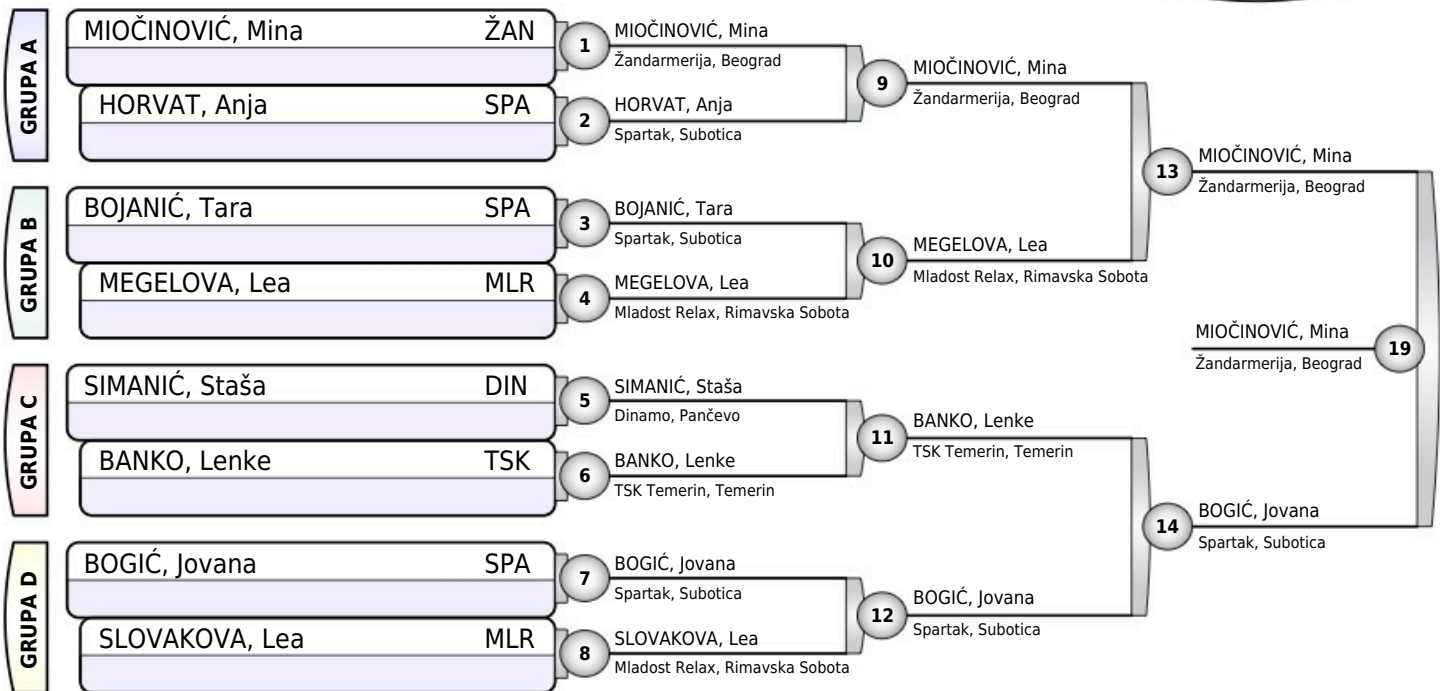 GRUPA A
MIOČINOVIĆ, Mina ŽAN
HORVAT, Anja SPA
1
MIOČINOVIĆ, Mina
Žandarmerija, Beograd
2
HORVAT, Anja
Spartak, Subotica
9
MIOČINOVIĆ, Mina
Žandarmerija, Beograd
GRUPA B
BOJANIĆ, Tara SPA
MEGELOVA, Lea MLR
3
BOJANIĆ, Tara
Spartak, Subotica
4
MEGELOVA, Lea
Mladost Relax, Rimavska Sobota
10
MEGELOVA, Lea
Mladost Relax, Rimavska Sobota
13
MIOČINOVIĆ, Mina
Žandarmerija, Beograd
GRUPA C
SIMANIĆ, Staša DIN
BANKO, Lenke TSK
5
SIMANIĆ, Staša
Dinamo, Pančevo
6
BANKO, Lenke
TSK Temerin, Temerin
11
BANKO, Lenke
TSK Temerin, Temerin
GRUPA D
BOGIĆ, Jovana SPA
SLOVAKOVA, Lea MLR
7
BOGIĆ, Jovana
Spartak, Subotica
8
SLOVAKOVA, Lea
Mladost Relax, Rimavska Sobota
12
BOGIĆ, Jovana
Spartak, Subotica
14
BOGIĆ, Jovana
Spartak, Subotica
MIOČINOVIĆ, Mina
Žandarmerija, Beograd
19